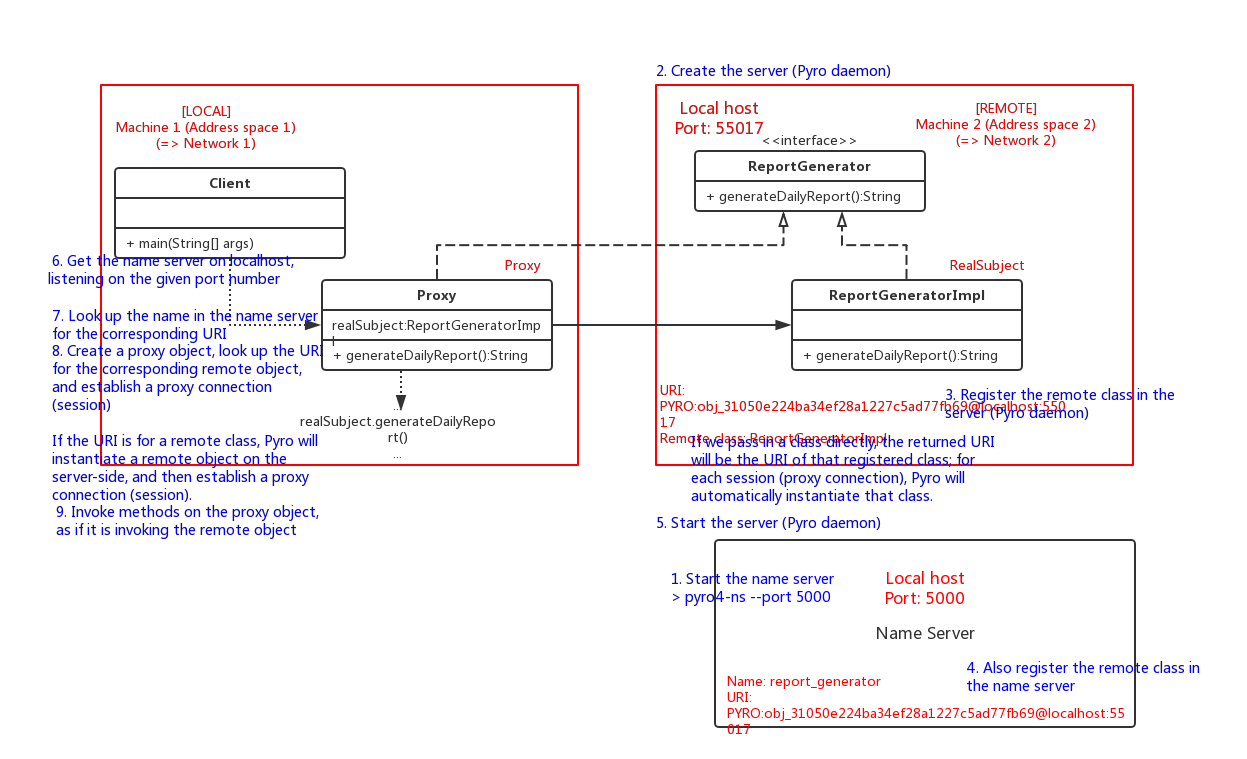 2. Create the server (Pyro daemon)
[LOCAL]
Machine 1 (Address space 1)
(=> Network 1)
Local host
Port: 55017
[REMOTE]
Machine 2 (Address space 2)
(=> Network 2)
<<interface>>
ReportGenerator
+ generateDailyReport():String
Client
+ main(String[] args)
6. Get the name server on localhost,
listening on the given port number
Proxy
RealSubject
Proxy
realSubject:ReportGeneratorImp
l
+ generateDailyReport():String
ReportGeneratorImpl
+ generateDailyReport():String
7. Look up the name in the name server
for the corresponding URI
8. Create a proxy object, look up the URI
for the corresponding remote object,
and establish a proxy connection
(session)
If the URI is for a remote class, Pyro will
instantiate a remote object on the
server-side, and then establish a proxy
connection (session).
9. Invoke methods on the proxy object,
as if it is invoking the remote object
...
realSubject.generateDailyRepo
rt()
...
URI:
PYRO:obj_31050e224ba34ef28a1227c5ad77fb69@localhost:550
17
Remote class: ReportGeneratorImpl
3. Register the remote class in the
server (Pyro daemon)
If we pass in a class directly, the returned URI
will be the URI of that registered class; for
each session (proxy connection), Pyro will
automatically instantiate that class.
5. Start the server (Pyro daemon)
1. Start the name server
> pyro4-ns --port 5000
Local host
Port: 5000
Name Server
4. Also register the remote class in
the name server
Name: report_generator
URI:
PYRO:obj_31050e224ba34ef28a1227c5ad77fb69@localhost:55
017